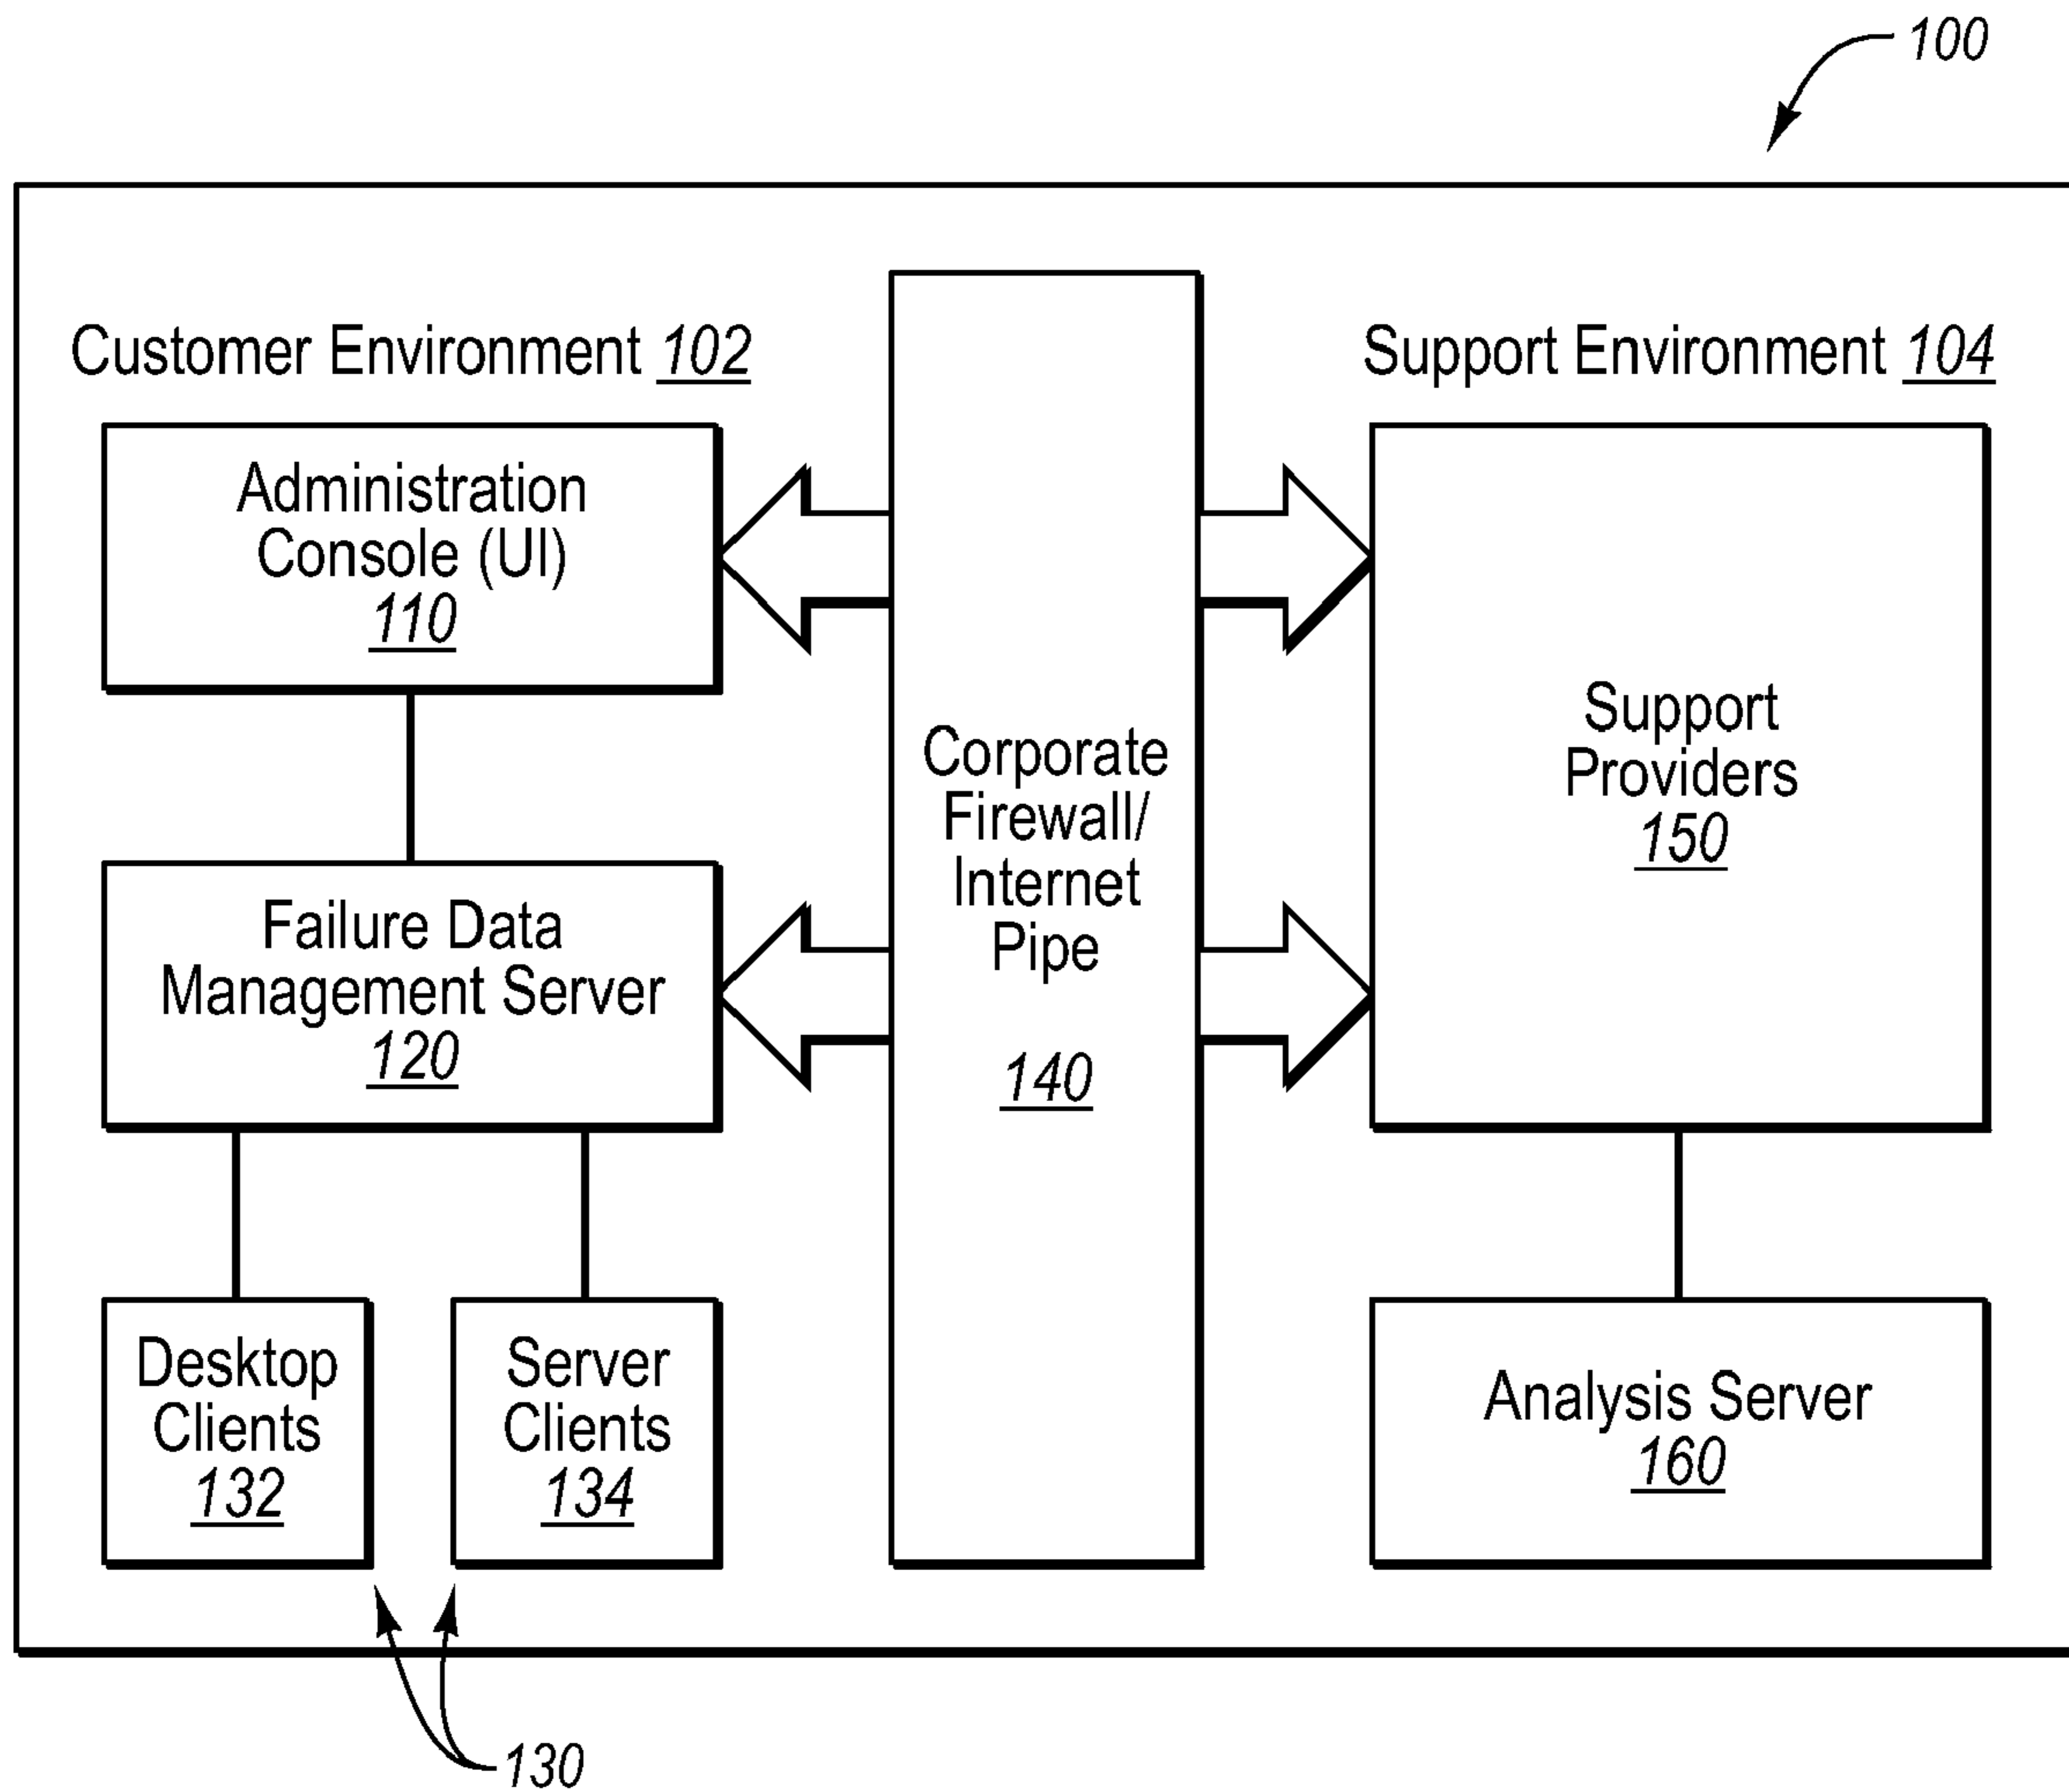 100
Customer Environment 102
Support Environment 104
Administration
Console (UI)
110
Failure Data
Management Server
120
Desktop
Clients
132
Server
Clients
134
130
Corporate
Firewall/
Internet
Pipe
140
Support
Providers
150
Analysis Server
160